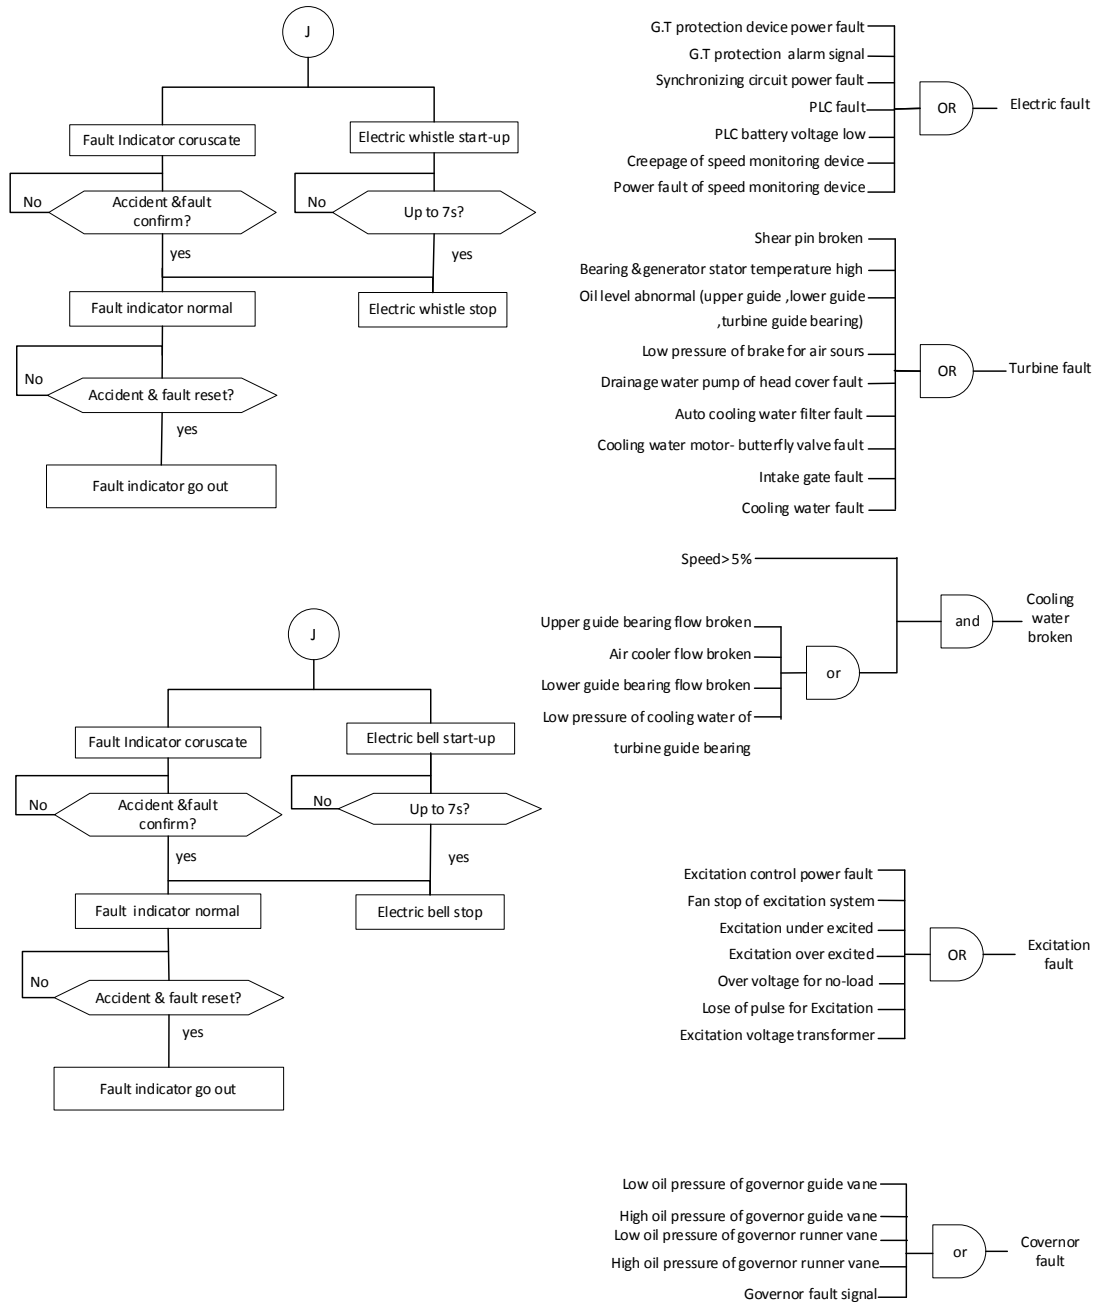 J
Fault Indicator coruscate
Electric whistle start-up
No
Accident &fault
confirm?
No
Up to 7s?
yes
yes
Fault indicator normal
Electric whistle stop
No
Accident & fault reset?
yes
Fault indicator go out
J
Fault Indicator coruscate
Electric bell start-up
No
Accident &fault
confirm?
No
Up to 7s?
yes
yes
Fault indicator normal
Electric bell stop
No
Accident & fault reset?
yes
Fault indicator go out
G.T protection device power fault
G.T protection alarm signal
Synchronizing circuit power fault
PLC fault
PLC battery voltage low
Creepage of speed monitoring device
Power fault of speed monitoring device
OR
Electric fault
Shear pin broken
Bearing &generator stator temperature high
Oil level abnormal (upper guide ,lower guide
,turbine guide bearing)
Low pressure of brake for air sours
Drainage water pump of head cover fault
Auto cooling water filter fault
Cooling water motor- butterfly valve fault
Intake gate fault
Cooling water fault
OR
Turbine fault
Speed>5%
Upper guide bearing flow broken
Air cooler flow broken
Lower guide bearing flow broken
Low pressure of cooling water of
turbine guide bearing
or
and
Cooling
water
broken
Excitation control power fault
Fan stop of excitation system
Excitation under excited
Excitation over excited
Over voltage for no-load
Lose of pulse for Excitation
Excitation voltage transformer
OR
Excitation
fault
Low oil pressure of governor guide vane
High oil pressure of governor guide vane
Low oil pressure of governor runner vane
High oil pressure of governor runner vane
Governor fault signal
or
Covernor
fault